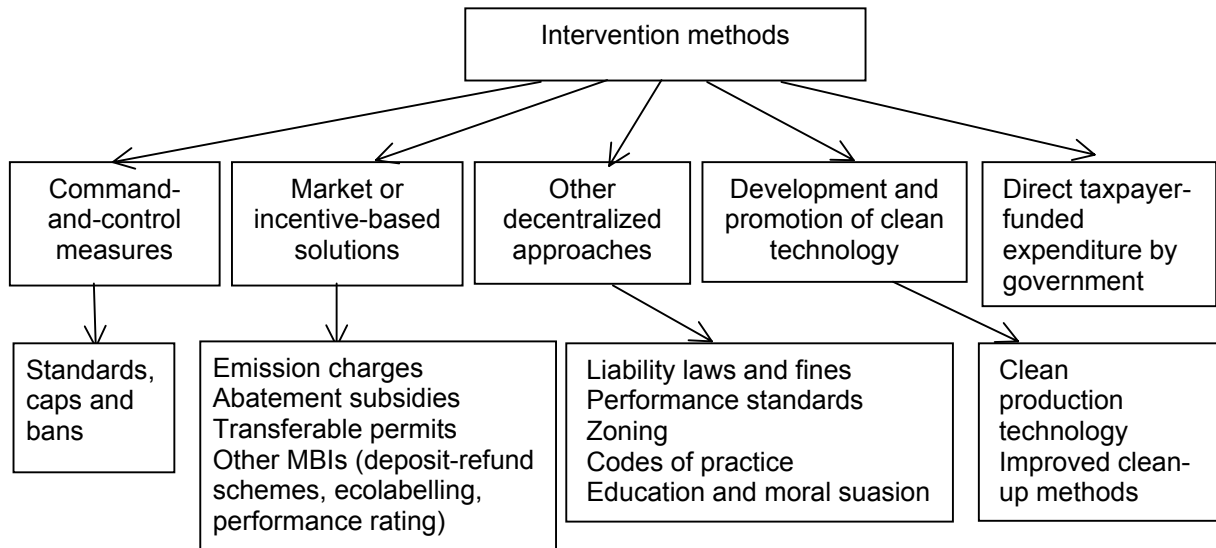 Intervention methods
Command-
and-control
measures
Market or
incentive-based
solutions
Other
decentralized
approaches
Development and
promotion of clean
technology
Direct taxpayer-
funded
expenditure by
government
Standards,
caps and
bans
Emission charges
Abatement subsidies
Transferable permits
Other MBIs (deposit-refund
schemes, ecolabelling,
performance rating)
Liability laws and fines
Performance standards
Zoning
Codes of practice
Education and moral suasion
Clean
production
technology
Improved clean-
up methods